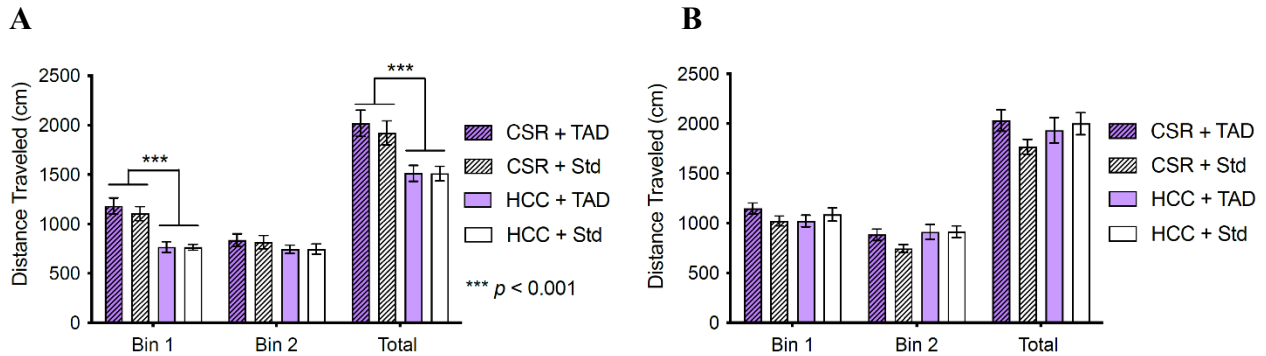 A
Distance Traveled (cm)
2500
2000
1500
1000
500
0
***
***
Bin 1
Bin 2
Total
CSR + TAD
CSR + Std
HCC + TAD
HCC + Std
*** p < 0.001
B
Distance Traveled (cm)
2500
2000
1500
1000
500
0
Bin 1
Bin 2
Total
CSR + TAD
CSR + Std
HCC + TAD
HCC + Std